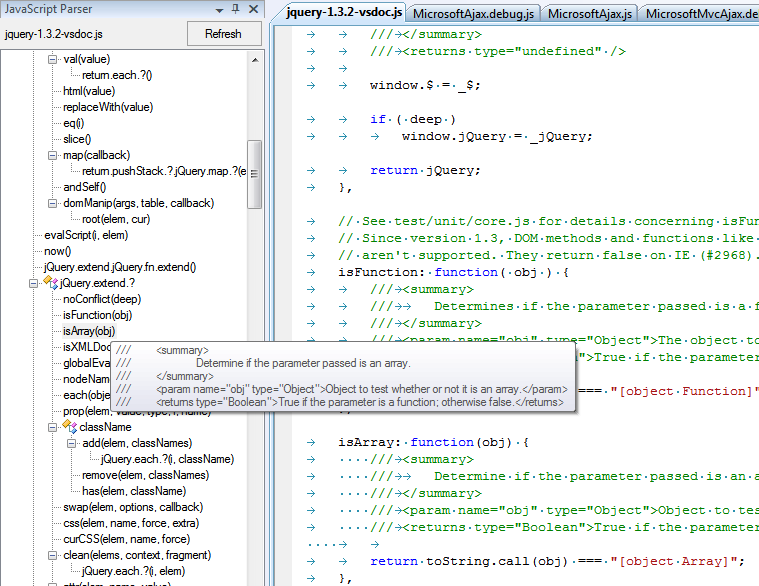 JavaScript Parser
jquery-1.3.2-vsdoc.js
Refresh
val(value)
return.each.?()
html(value)
replaceWith(value)
eq(i)
slice()
map(callback)
return.pushStack.?.jQuery.map.?(e
andSelf()
domManip(args, table, callback)
root(elem, cur)
evalScript(i, elem)
now()
jQuery.extend.jQuery.fn.extend()
jQuery.extend.?
noConflict(deep)
isFunction(obj)
isArray(obj)
isXMLDoc
globalEva
nodeNam
each(obje
prop(elem, value, type, i, name)
className
add(elem, classNames)
jQuery.each.?(i, className)
remove(elem, classNames)
has(elem, className)
swap(elem, options, callback)
css(elem, name, force, extra)
curCSS(elem, name, force)
clean(elems, context, fragment)
jQuery.each.?(i, elem)
attr(elem, name, value)
/// <summary>
/// Detemine if the parameter passed is an array.
/// </summary>
/// <param name="obj" type="Object">Object to test whether or not it is an array.</param>
/// <returns type="Boolean">True if the parameter is a function; otherwise false.</returns>
jquery-1.3.2-vsdoc.js
MicrosoftAjax.debug.js
MicrosoftAjax.js
MicrosoftMvcAjax.de
///</summary>
///<returns type="undefined" />
window.$ = _$;
if ( deep )
window.jQuery = _jQuery;
return jQuery;
},
// See test/unit/core.js for details concerning isFun
// Since version 1.3, DOM methods and functions like
// aren't supported. They return false on IE (#2968).
isFunction: function( obj ) {
/// <summary>
/// Determines if the parameter passed is a f
/// </summary>
/// <param name="obj" type="Object">The object to
">True if the parameter
=== "[object Function]"
isArray: function(obj) {
/// <summary>
/// Determine if the parameter passed is an a
/// </summary>
/// <param name="obj" type="Object">Object to tes
/// <returns type="Boolean">True if the parameter
return toString.call(obj) === "[object Array]";
},